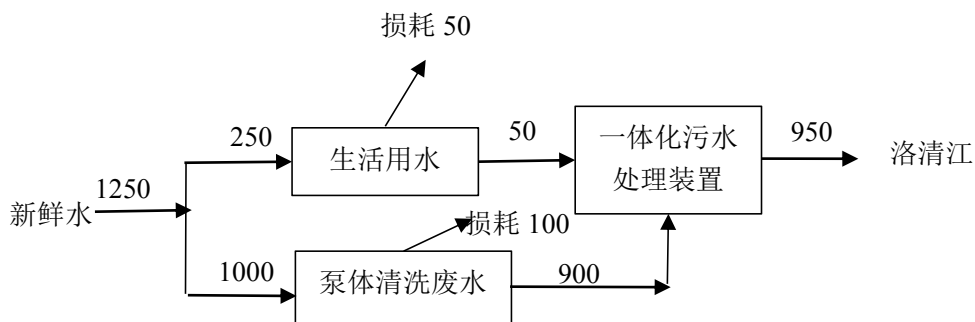 损耗 50
250
生活用水
50
一体化污水
处理装置
950
洛清江
1250
新鲜水
损耗 100
1000
泵体清洗废水
900